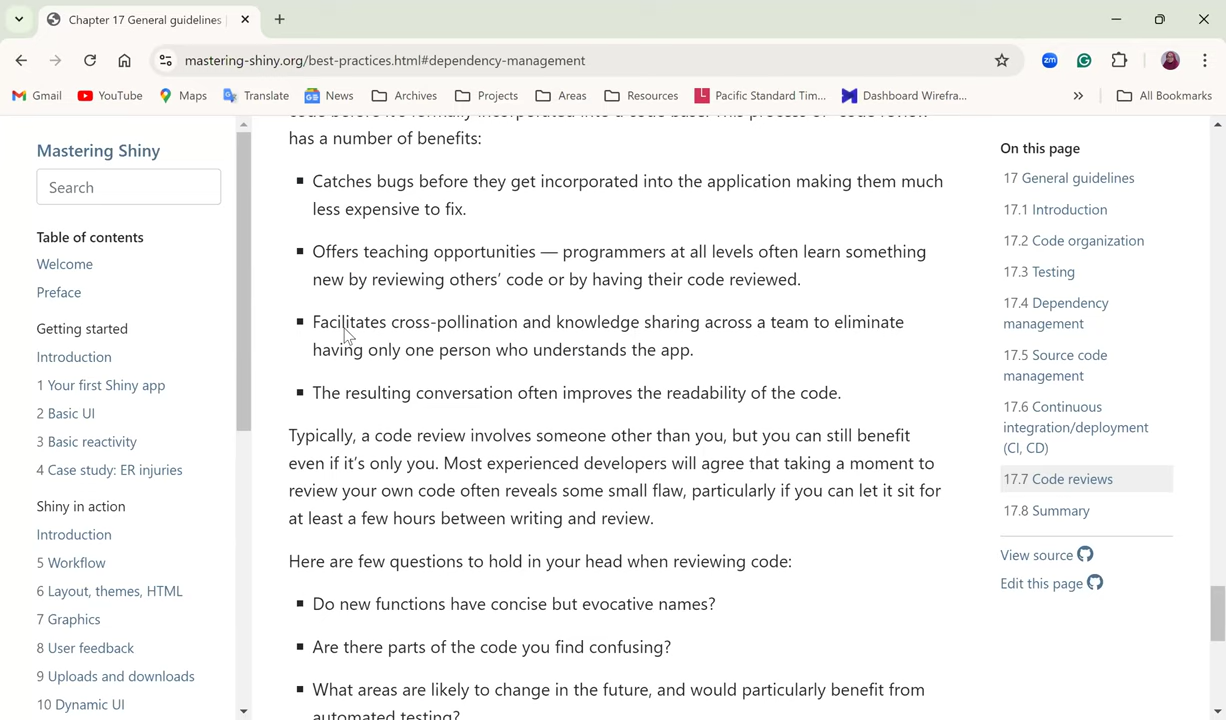 Chapter 17 General guidelines
mastering-shiny.org/best-practices.html#dependency-management
zm
Gmail
YouTube
Maps
Translate
News
Archives
Projects
Areas
Resources
Pacific Standard Tim...
Dashboard Wirefra...
»
All Bookmarks
Mastering Shiny
Search
Table of contents
Welcome
Preface
Getting started
Introduction
1 Your first Shiny app
2 Basic UI
3 Basic reactivity
4 Case study: ER injuries
Shiny in action
Introduction
5 Workflow
6 Layout, themes, HTML
7 Graphics
8 User feedback
9 Uploads and downloads
10 Dynamic UI
code before it's formally incorporated into a code base. This process of "code review"
has a number of benefits:
Catches bugs before they get incorporated into the application making them much
less expensive to fix.
Offers teaching opportunities — programmers at all levels often learn something
new by reviewing others' code or by having their code reviewed.
Facilitates cross-pollination and knowledge sharing across a team to eliminate
having only one person who understands the app.
The resulting conversation often improves the readability of the code.
Typically, a code review involves someone other than you, but you can still benefit
even if it's only you. Most experienced developers will agree that taking a moment to
review your own code often reveals some small flaw, particularly if you can let it sit for
at least a few hours between writing and review.
Here are few questions to hold in your head when reviewing code:
Do new functions have concise but evocative names?
Are there parts of the code you find confusing?
What areas are likely to change in the future, and would particularly benefit from
automated testing?
On this page
17 General guidelines
17.1 Introduction
17.2 Code organization
17.3 Testing
17.4 Dependency
management
17.5 Source code
management
17.6 Continuous
integration/deployment
(CI, CD)
17.7 Code reviews
17.8 Summary
View source
Edit this page